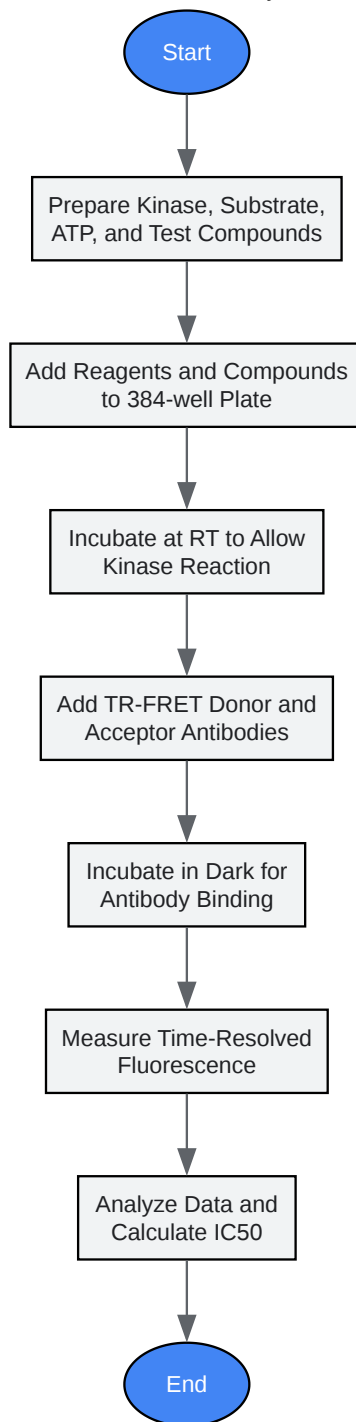 Start
Prepare Kinase, Substrate,
ATP, and Test Compounds
Add Reagents and Compounds
to 384-well Plate
Incubate at RT to Allow
Kinase Reaction
Add TR-FRET Donor and
Acceptor Antibodies
Incubate in Dark for
Antibody Binding
Measure Time-Resolved
Fluorescence
Analyze Data and
Calculate IC50
End